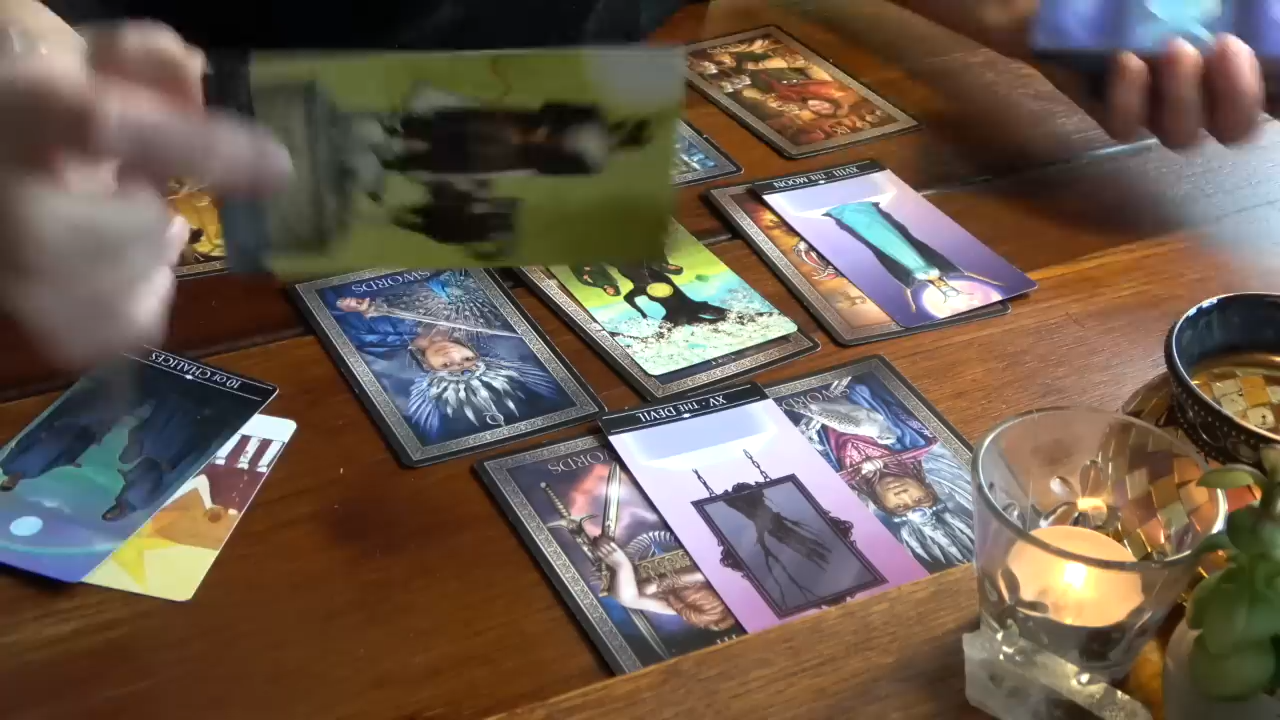 XVIII · THE MOON
SWORDS
Q
10 OF CHALICES
XV · THE DEVIL
SWORDS